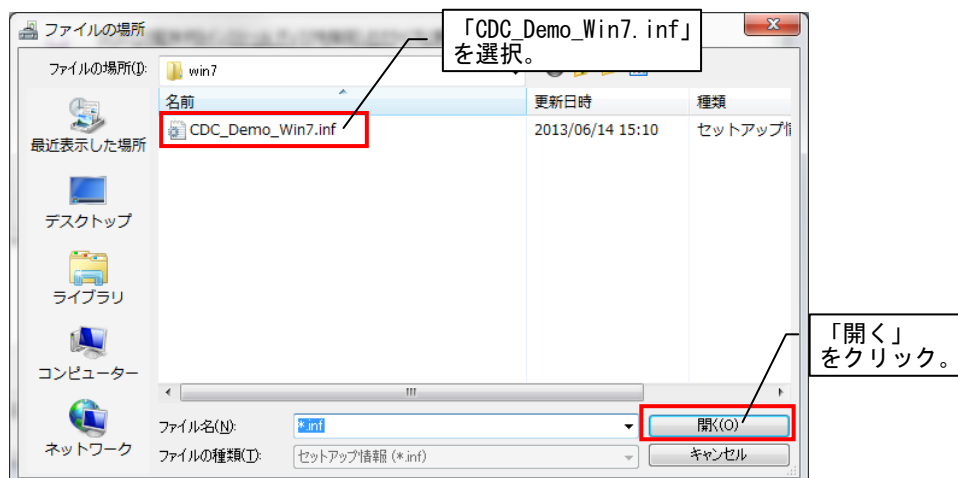 ファイルの場所
「CDC_Demo_Win7.inf」
を選択。
ファイルの場所(I):
win7
名前
更新日時
種類
CDC_Demo_Win7.inf
2013/06/14 15:10
セットアップ情
最近表示した場所
デスクトップ
ライブラリ
コンピューター
ネットワーク
「開く」
をクリック。
ファイル名(N):
*.inf
開く(O)
ファイルの種類(T):
セットアップ情報 (*.inf)
キャンセル